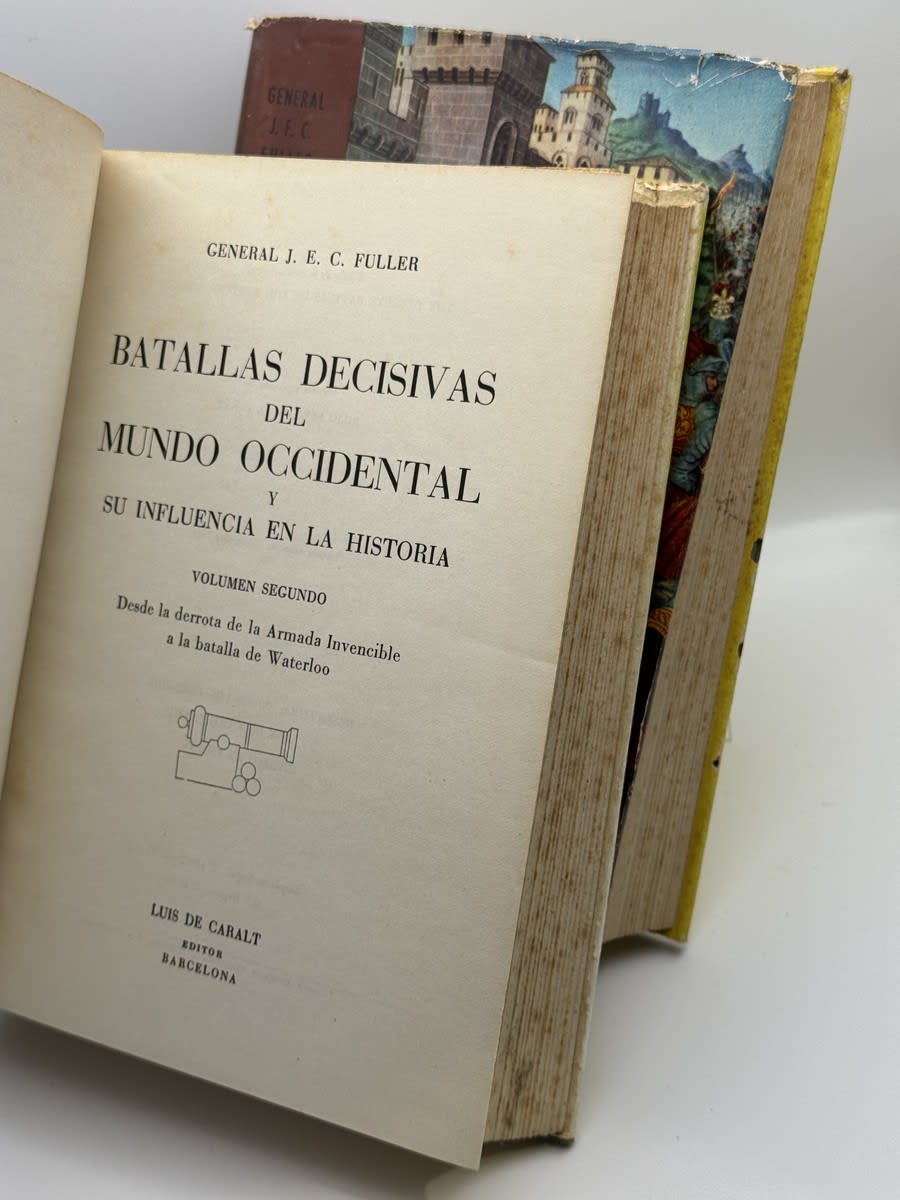 GENERAL
J. F. C.
FULLER
GENERAL J. E. C. FULLER
BATALLAS DECISIVAS
DEL
MUNDO OCCIDENTAL
Y
SU INFLUENCIA EN LA HISTORIA
VOLUMEN SEGUNDO
Desde la derrota de la Armada Invencible
a la batalla de Waterloo
LUIS DE CARALT
EDITOR
BARCELONA